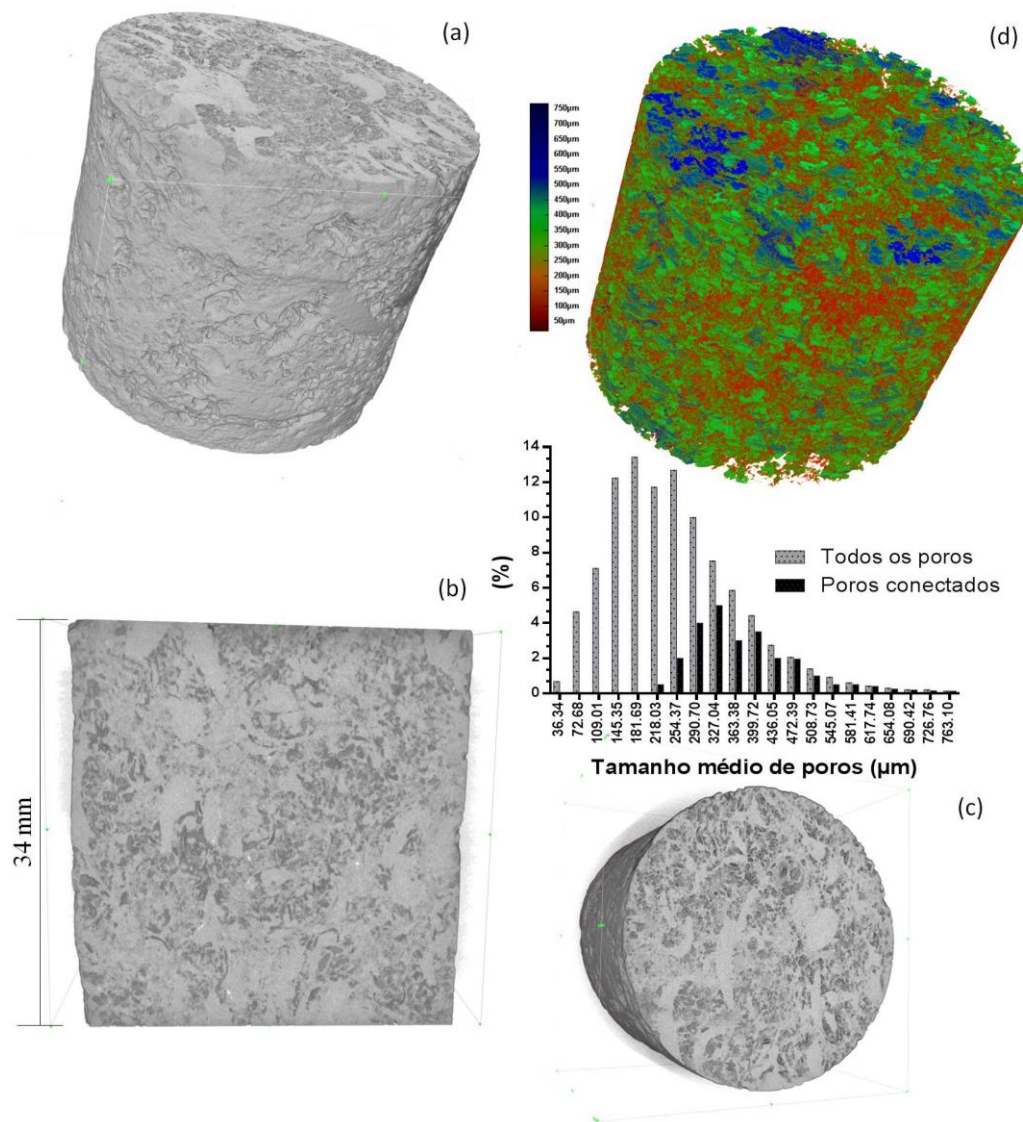 (a)
(d)
750µm
700µm
650µm
600µm
550µm
500µm
450µm
400µm
350µm
300µm
250µm
200µm
150µm
100µm
50µm
14
12
10
8
6
4
2
0
(%)
Todos os poros
Poros conectados
36.34
72.68
109.01
145.35
181.69
218.03
254.37
290.70
327.04
363.38
399.72
436.05
472.39
508.73
545.07
581.41
617.74
654.08
690.42
726.76
763.10
Tamanho médio de poros (µm)
(b)
34 mm
(c)